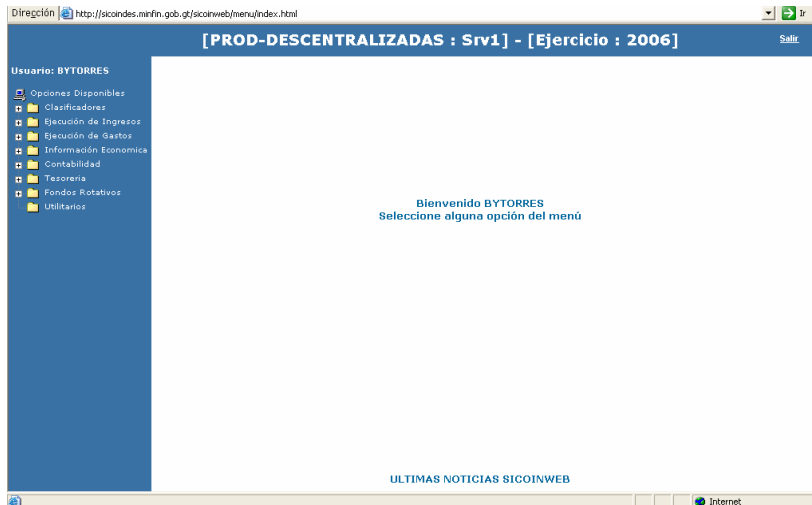 Dirección http://sicoindes.minfin.gob.gt/sicoinweb/menu/index.html Ir
[PROD-DESCENTRALIZADAS : Srv1] - [Ejercicio : 2006] Salir
Usuario: BYTORRES
Opciones Disponibles
Clasificadores
Ejecución de Ingresos
Ejecución de Gastos
Información Economica
Contabilidad
Tesoreria
Fondos Rotativos
Utilitarios
Bienvenido BYTORRES
Seleccione alguna opción del menú
ULTIMAS NOTICIAS SICOINWEB
Internet